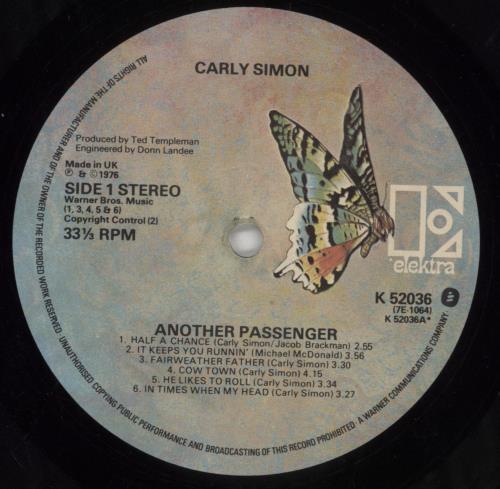 CARLY SIMON
Produced by Ted Templeman
Engineered by Donn Landee
Made in UK
℗ & © 1976
SIDE 1 STEREO
Warner Bros. Music
(1, 3, 4, 5 & 6)
Copyright Control (2)
33⅓ RPM
elektra
K 52036
(7E-1064)
K 52036A*
ANOTHER PASSENGER
1. HALF A CHANCE (Carly Simon/Jacob Brackman) 2.55
2. IT KEEPS YOU RUNNIN' (Michael McDonald) 3.56
3. FAIRWEATHER FATHER (Carly Simon) 3.30
4. COW TOWN (Carly Simon) 4.15
5. HE LIKES TO ROLL (Carly Simon) 3.34
6. IN TIMES WHEN MY HEAD (Carly Simon) 3.27
ALL RIGHTS OF THE MANUFACTURER AND OF THE OWNER OF THE RECORDED WORK RESERVED. UNAUTHORISED COPYING PUBLIC PERFORMANCE AND BROADCASTING OF THIS RECORD PROHIBITED. A WARNER COMMUNICATIONS COMPANY.